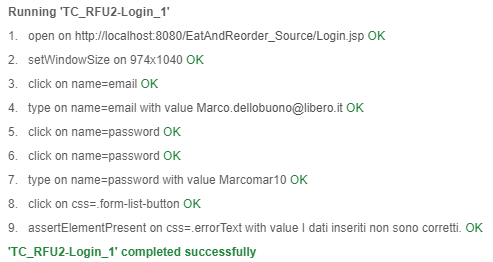 Running 'TC_RFU2-Login_1'
1. open on http://localhost:8080/EatAndReorder_Source/Login.jsp OK
2. setWindowSize on 974x1040 OK
3. click on name=email OK
4. type on name=email with value Marco.dellobuono@libero.it OK
5. click on name=password OK
6. click on name=password OK
7. type on name=password with value Marcomar10 OK
8. click on css=.form-list-button OK
9. assertElementPresent on css=.errorText with value I dati inseriti non sono corretti. OK
'TC_RFU2-Login_1' completed successfully